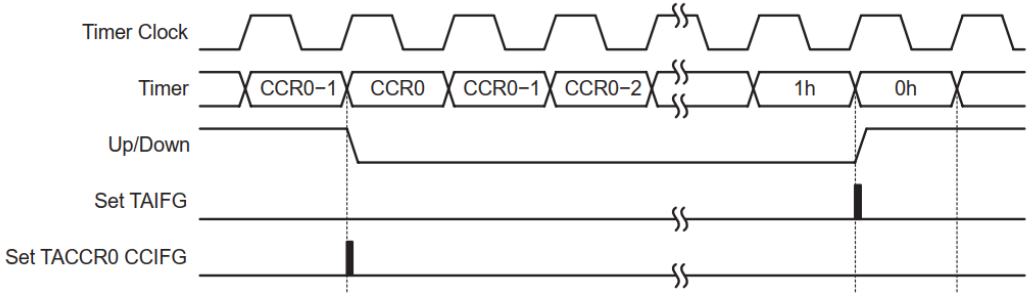 Timer Clock
Timer CCR0−1 CCR0 CCR0−1 CCR0−2 1h 0h
Up/Down
Set TAIFG
Set TACCR0 CCIFG